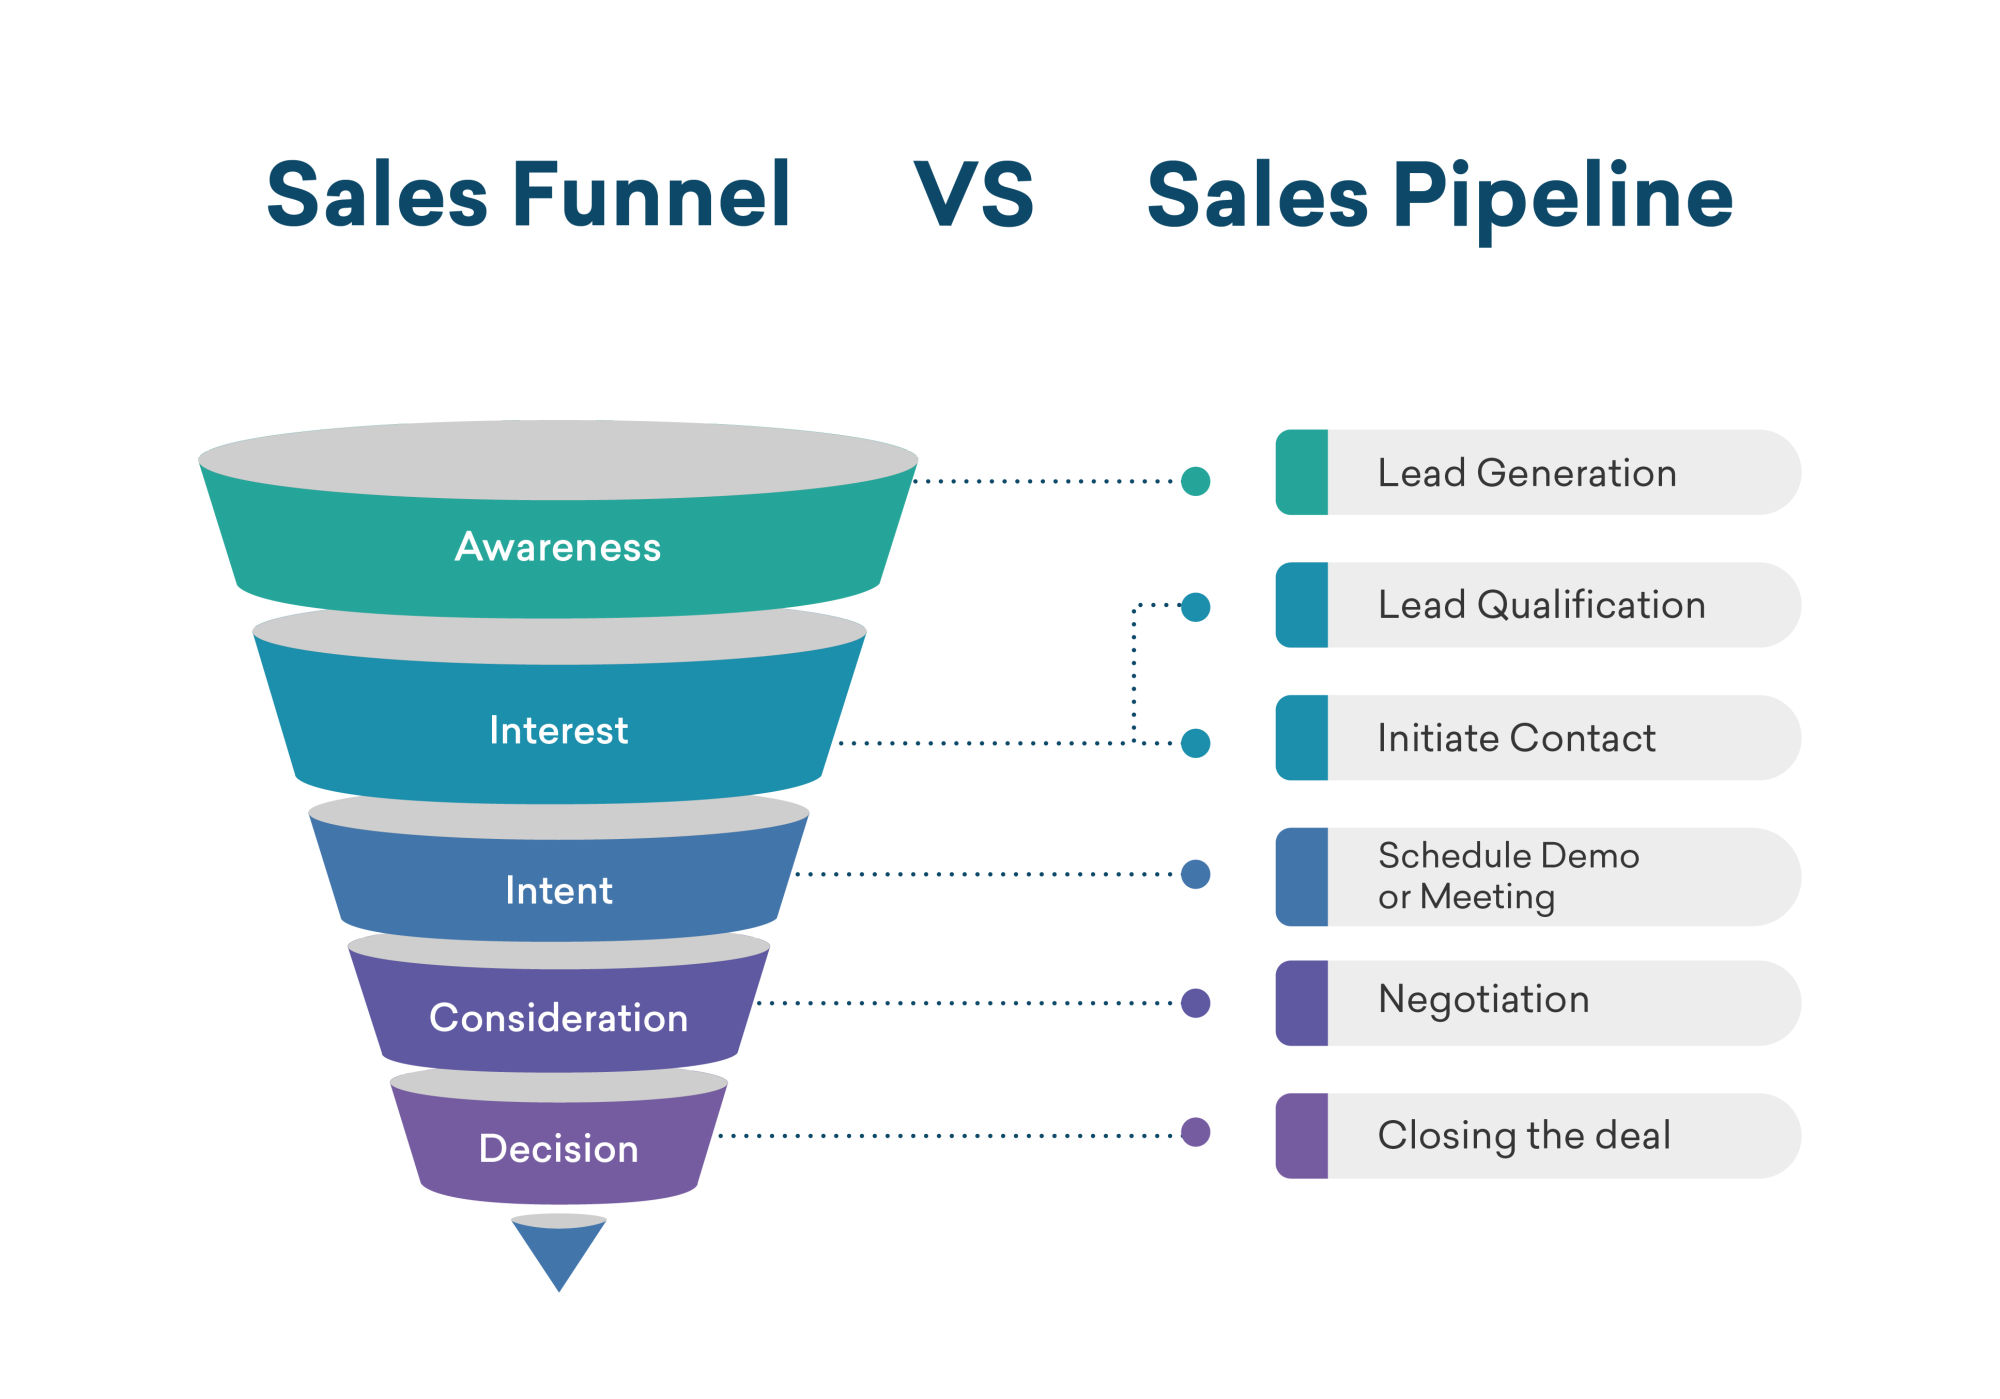 Sales Funnel VS Sales Pipeline
Awareness
Interest
Intent
Consideration
Decision
Lead Generation
Lead Qualification
Initiate Contact
Schedule Demo
or Meeting
Negotiation
Closing the deal